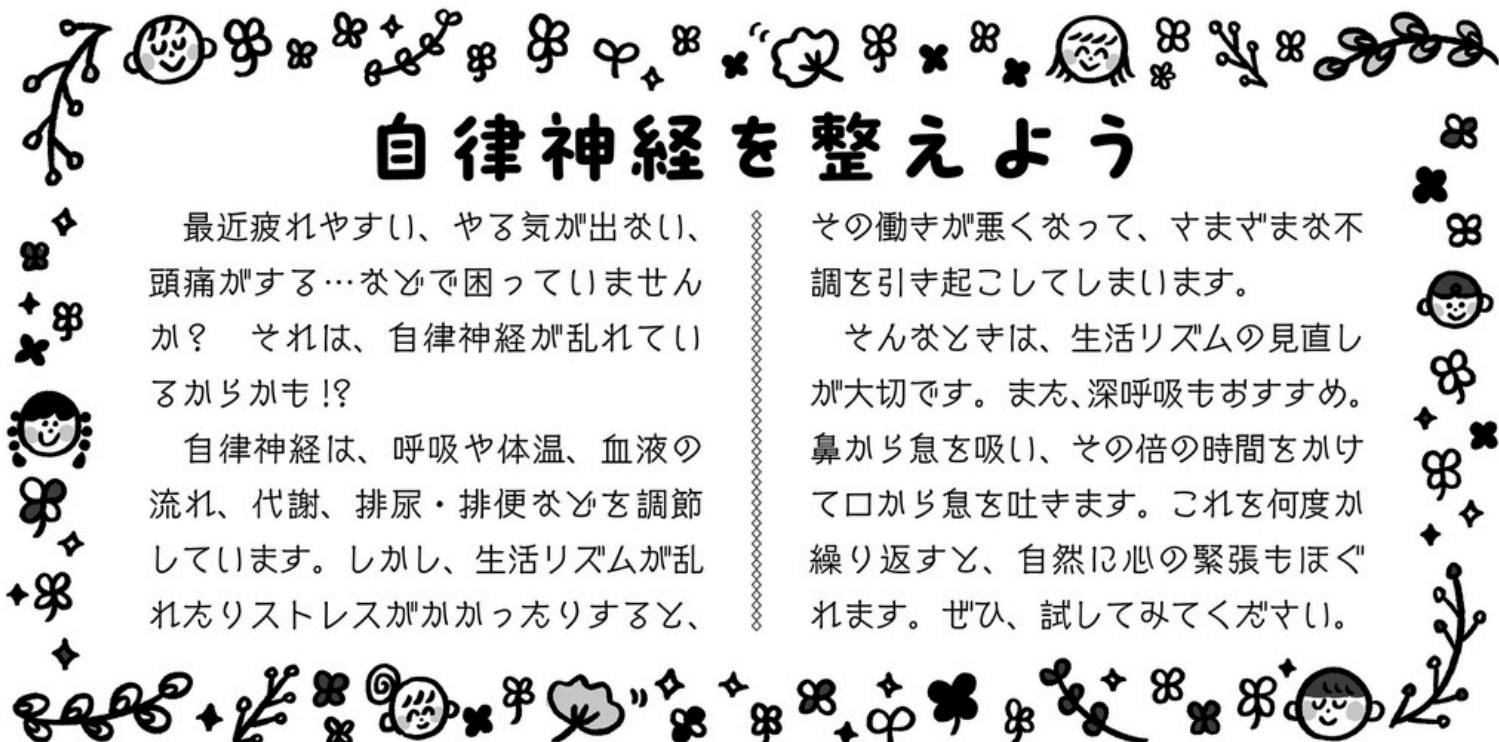 自律神経を整えよう
　最近疲れやすい、やる気が出ない、
頭痛がする…などで困っていません
か？　それは、自律神経が乱れてい
るからかも!?
　自律神経は、呼吸や体温、血液の
流れ、代謝、排尿・排便などを調節
しています。しかし、生活リズムが乱
れたりストレスがかかったりすると、
その働きが悪くなって、さまざまな不
調を引き起こしてしまいます。
　そんなときは、生活リズムの見直し
が大切です。また、深呼吸もおすすめ。
鼻から息を吸い、その倍の時間をかけ
て口から息を吐きます。これを何度か
繰り返すと、自然に心の緊張もほぐ
れます。ぜひ、試してみてください。